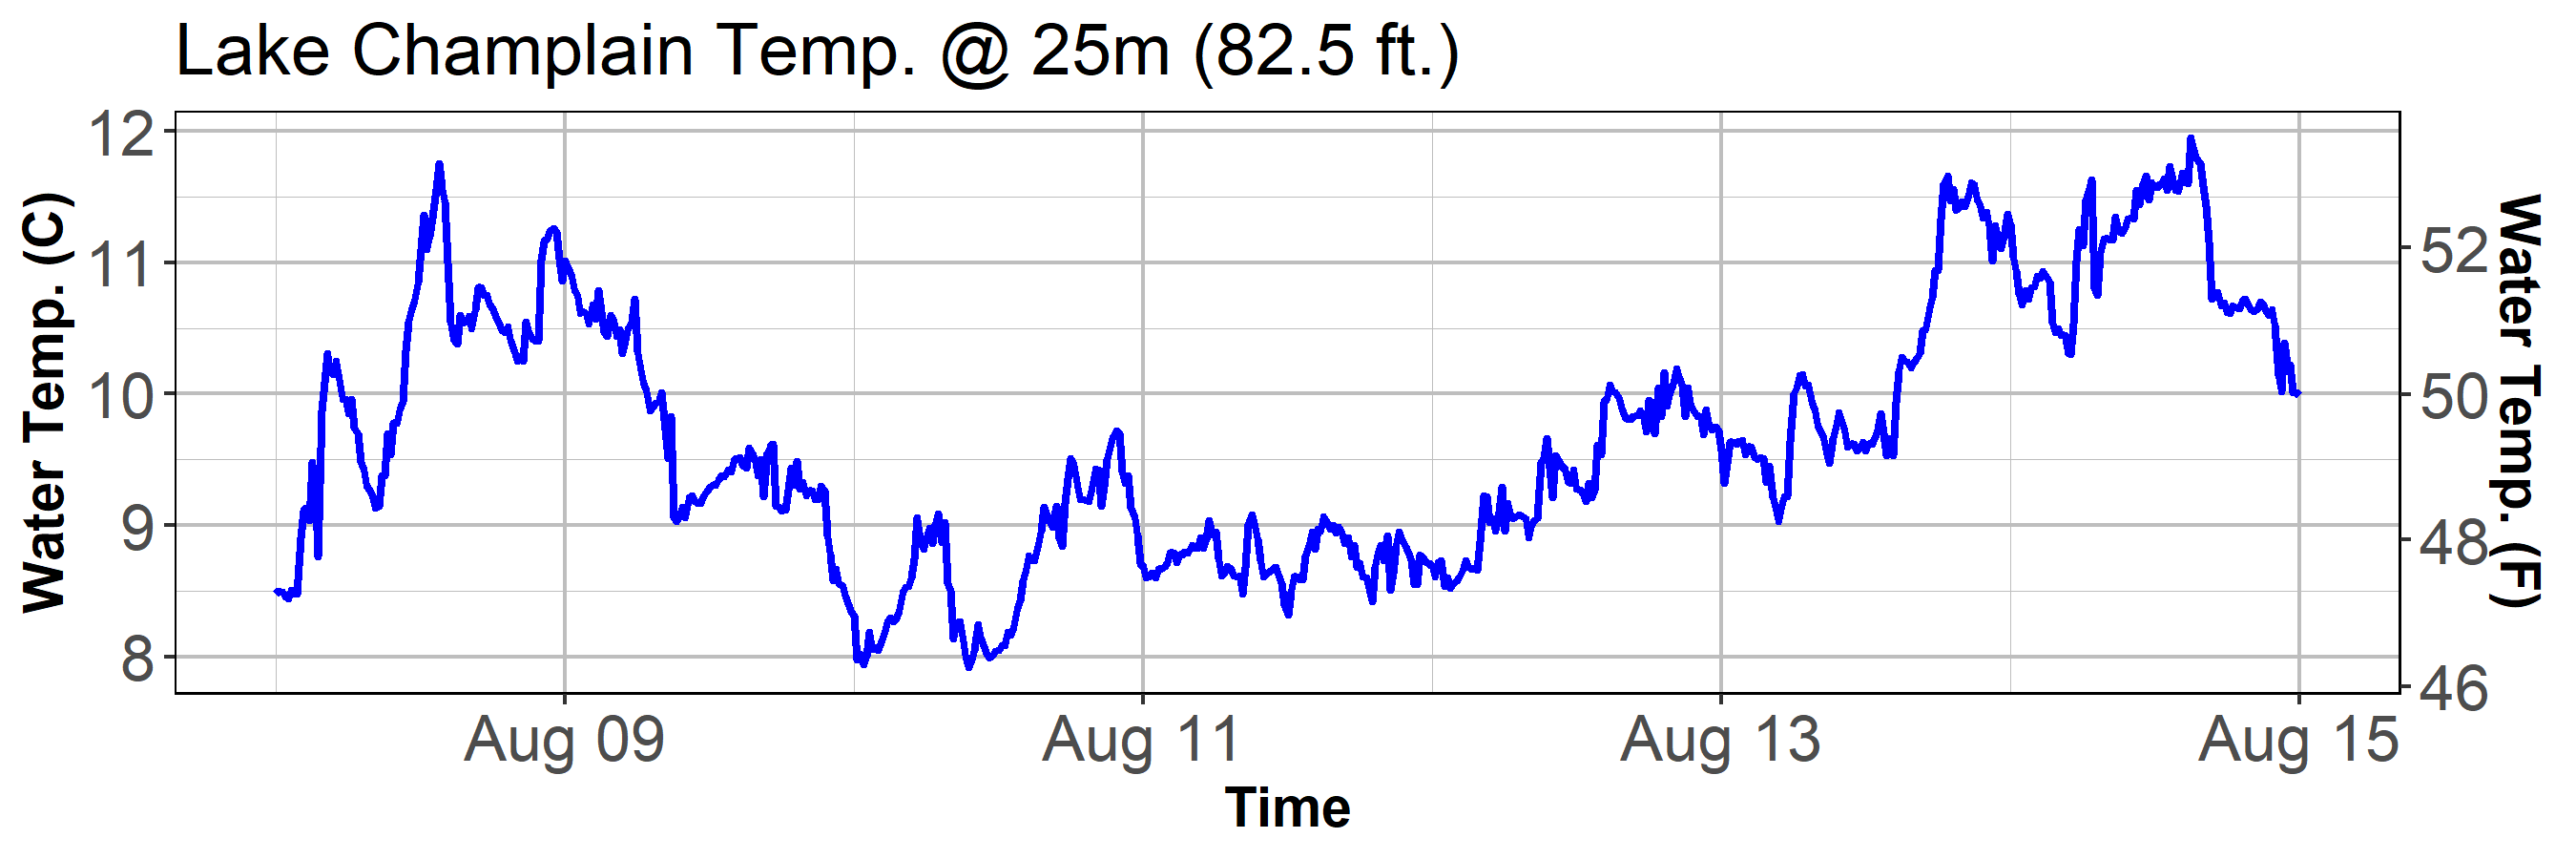 Lake Champlain Temp. @ 25m (82.5 ft.)
Water Temp. (C)
12
11
10
9
8
52
50
48
46
Water Temp. (F)
Aug 09
Aug 11
Aug 13
Aug 15
Time